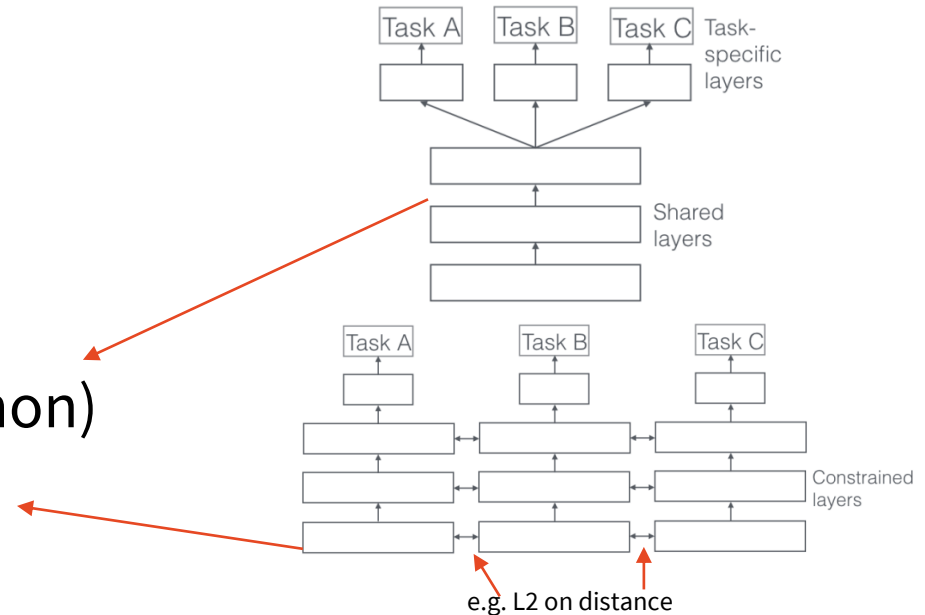 Task A Task B Task C
Task-
specific
layers
Shared
layers
Task A Task B Task C
non)
Constrained
layers
e.g. L2 on distance